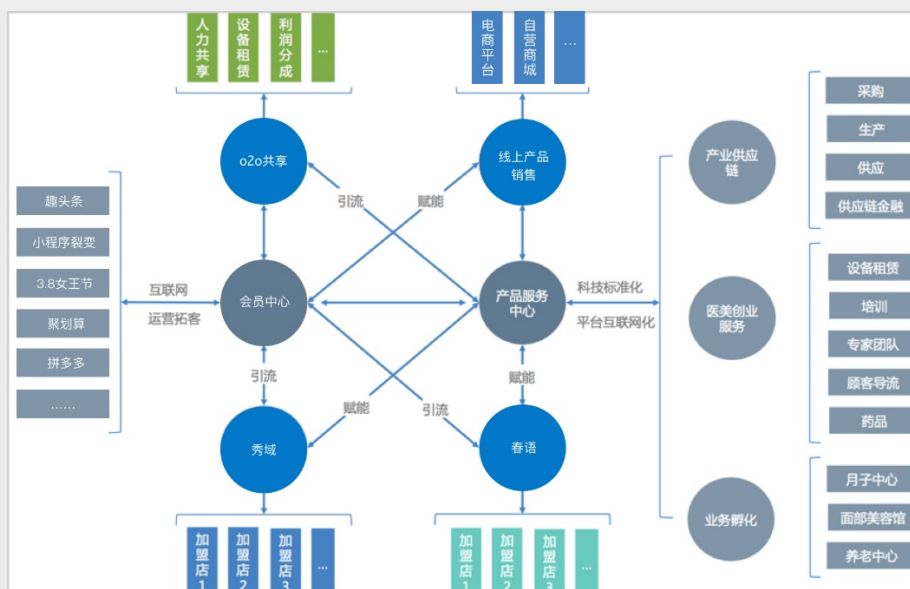 人力共享
设备租赁
利润分成
...
电商平台
自营商城
...
o2o共享
线上产品
销售
引流
赋能
趣头条
小程序裂变
3.8女王节
聚划算
拼多多
......
互联网
运营拓客
会员中心
产品服务
中心
科技标准化
平台互联网化
引流
赋能
引流
赋能
秀域
春语
加盟店1
加盟店2
加盟店3
...
加盟店1
加盟店2
加盟店3
...
产业供应
链
采购
生产
供应
供应链金融
医美创业
服务
设备租赁
培训
专家团队
顾客导流
药品
业务孵化
月子中心
面部美容馆
养老中心